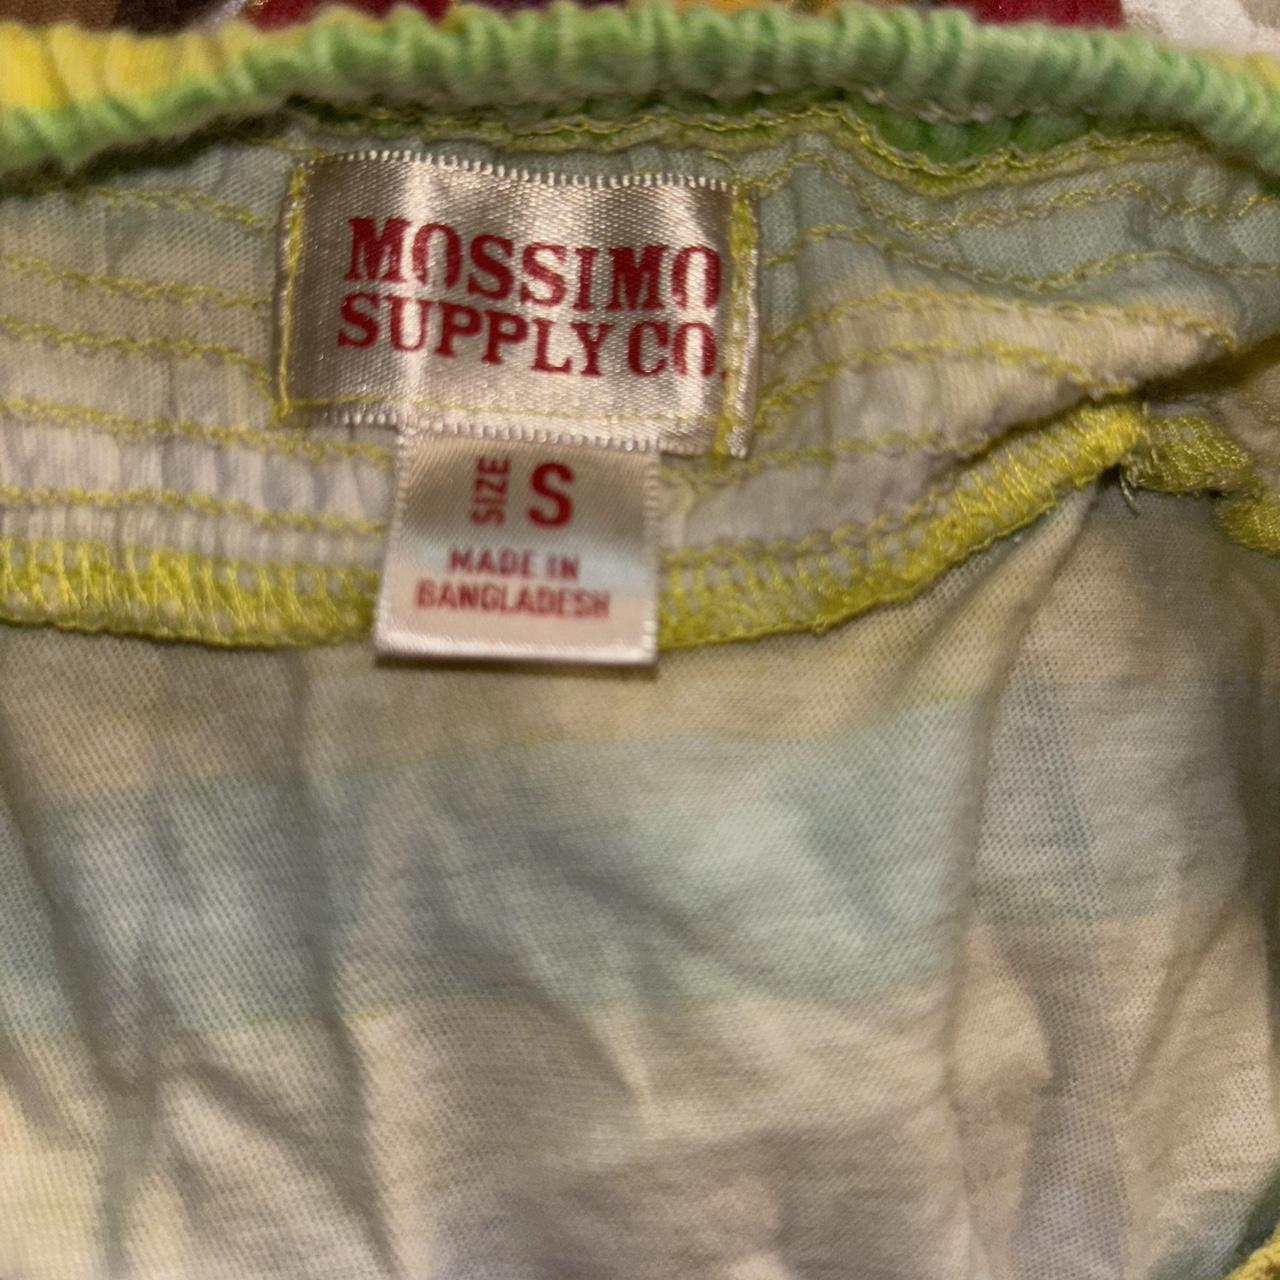 MOSSIMO
SUPPLY CO.
SIZE S
MADE IN
BANGLADESH